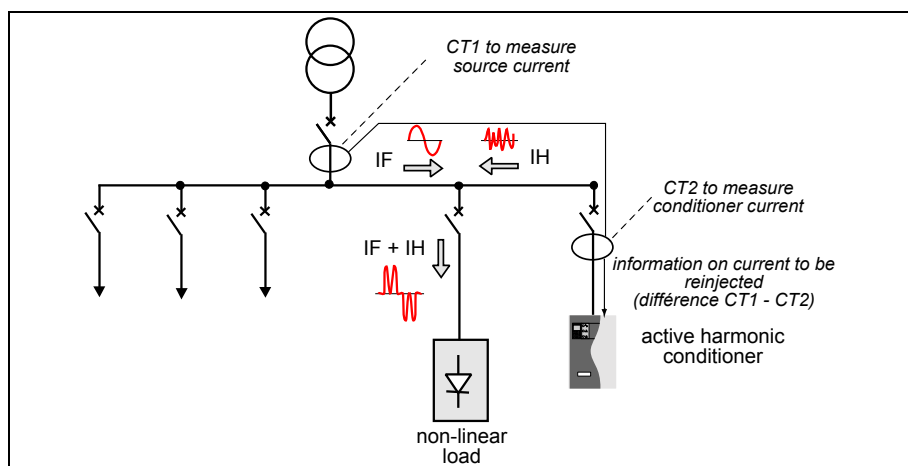 CT1 to measure
source current
IF
IH
CT2 to measure
conditioner current
IF + IH
information on current to be
reinjected
(différence CT1 - CT2)
active harmonic
conditioner
non-linear
load